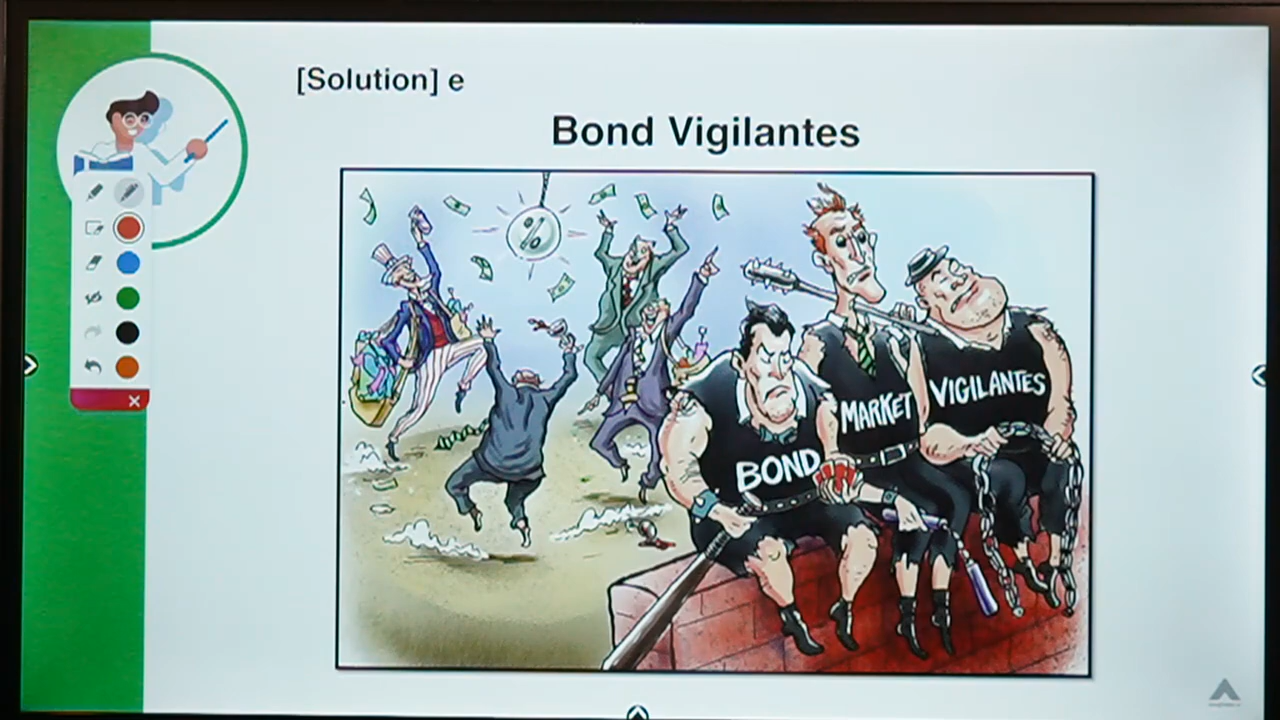 [Solution] e
Bond Vigilantes
%
BOND
MARKET
VIGILANTES